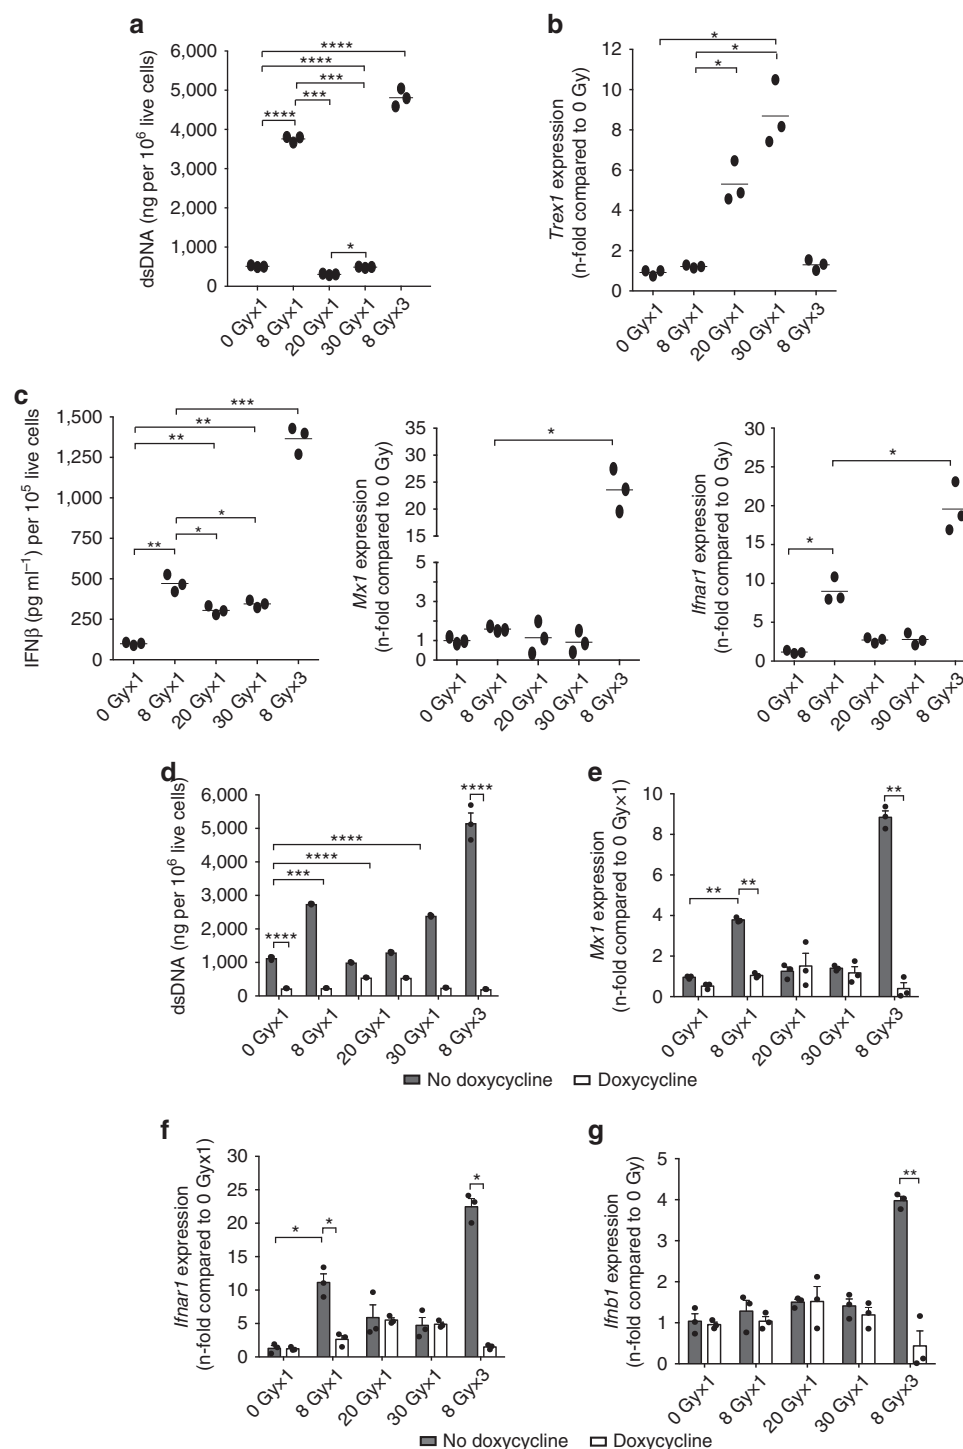 a
dsDNA (ng per 10⁶ live cells)
6,000
5,000
4,000
3,000
2,000
1,000
0
****
****
***
***
****
*
0 Gy×1
8 Gy×1
20 Gy×1
30 Gy×1
8 Gy×3
b
Trex1 expression
(n-fold compared to 0 Gy)
12
10
8
6
4
2
0
*
*
*
0 Gy×1
8 Gy×1
20 Gy×1
30 Gy×1
8 Gy×3
c
IFNβ (pg ml⁻¹) per 10⁵ live cells
1,500
1,250
1,000
750
500
250
0
***
**
**
*
*
**
0 Gy×1
8 Gy×1
20 Gy×1
30 Gy×1
8 Gy×3
Mx1 expression
(n-fold compared to 0 Gy)
35
30
25
20
15
5
2
1
0
*
0 Gy×1
8 Gy×1
20 Gy×1
30 Gy×1
8 Gy×3
Ifnar1 expression
(n-fold compared to 0 Gy)
30
25
20
15
10
5
0
*
*
0 Gy×1
8 Gy×1
20 Gy×1
30 Gy×1
8 Gy×3
d
dsDNA (ng per 10⁶ live cells)
6,000
5,000
4,000
3,000
2,000
1,000
0
****
****
****
***
****
0 Gy×1
8 Gy×1
20 Gy×1
20 Gy×1
30 Gy×1
8 Gy×3
e
Mx1 expression
(n-fold compared to 0 Gy×1)
10
8
6
4
2
0
**
**
**
0 Gy×1
8 Gy×1
20 Gy×1
30 Gy×1
8 Gy×3
No doxycycline Doxycycline
f
Ifnar1 expression
(n-fold compared to 0 Gyx1)
30
25
20
15
10
5
0
*
*
*
0 Gy×1
8 Gy×1
20 Gy×1
30 Gy×1
8 Gy×3
g
Ifnb1 expression
(n-fold compared to 0 Gy)
5
4
3
2
1
0
**
0 Gy×1
8 Gy×1
20 Gy×1
30 Gy×1
8 Gy×3
No doxycycline Doxycycline